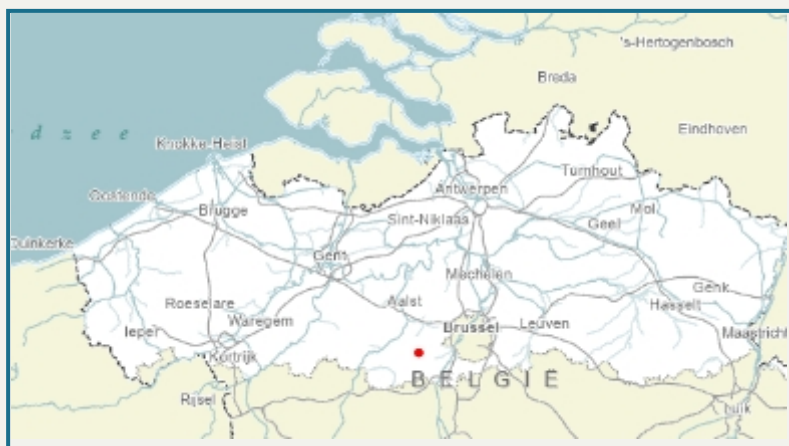 's-Hertogenbosch
Breda
d z e e
Eindhoven
Knokke-Heist
Turnhout
Antwerpen
Oostende
Brugge
Mol
Sint-Niklaas
Geel
Duinkerke
Gent
Mechelen
Genk
Roeselare
Aalst
Hasselt
Waregem
Brussel
Leuven
Ieper
Maastricht
Kortrijk
BELGIË
Rijsel
Luik